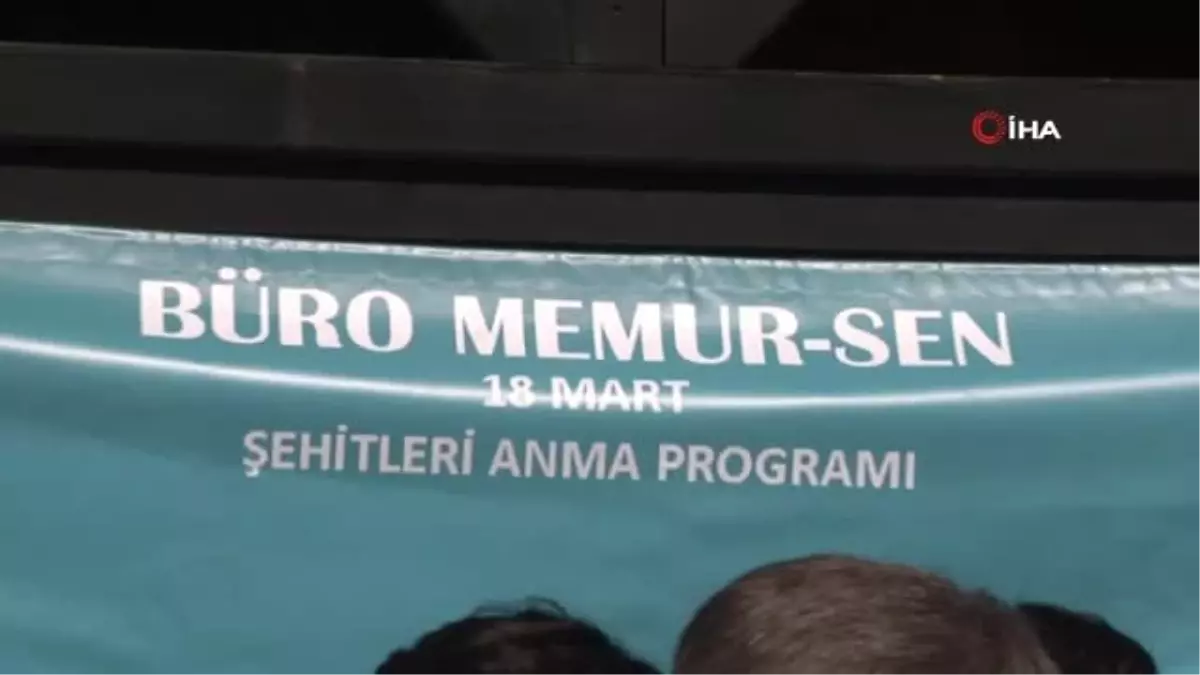 İHA
BÜRO MEMUR-SEN
18 MART
ŞEHİTLERİ ANMA PROGRAMI